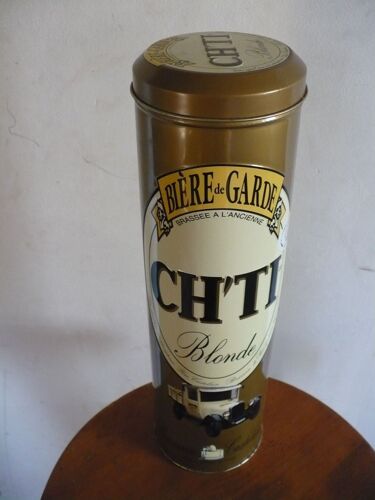 CH'TI
BIÈRE de GARDE
BRASSEE A L'ANCIENNE
CH'TI
Blonde